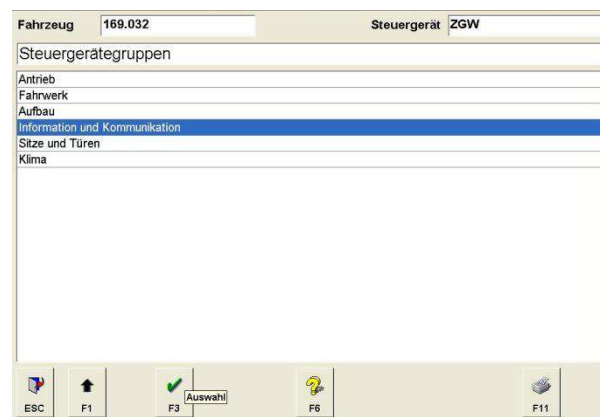 Fahrzeug 169.032 Steuergerät ZGW
Steuergerätegruppen
Antrieb
Fahrwerk
Aufbau
Information und Kommunikation
Sitze und Türen
Klima
Auswahl
ESC F1 F3 F6 F11